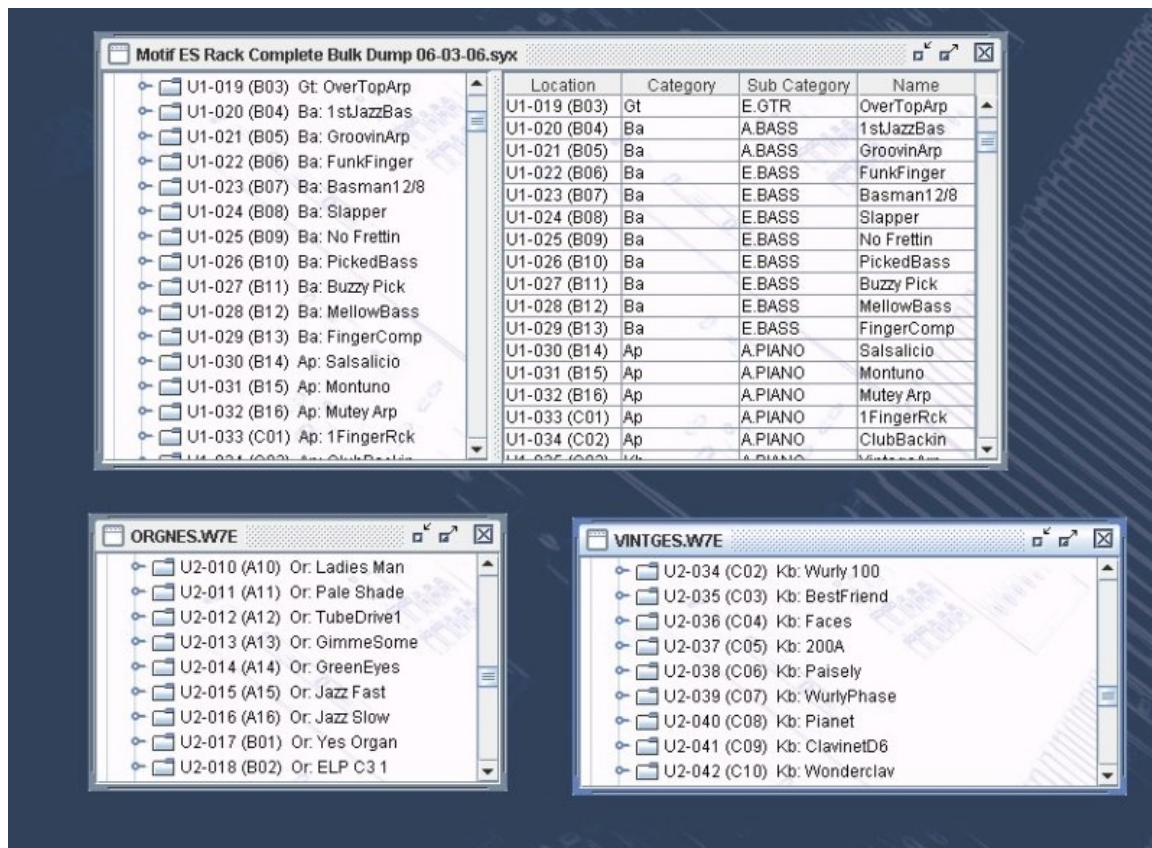 Motif ES Rack Complete Bulk Dump 06-03-06.syx
U1-019 (B03) Gt: OverTopArp
U1-020 (B04) Ba: 1stJazzBas
U1-021 (B05) Ba: GroovinArp
U1-022 (B06) Ba: FunkFinger
U1-023 (B07) Ba: Basman12/8
U1-024 (B08) Ba: Slapper
U1-025 (B09) Ba: No Frettin
U1-026 (B10) Ba: PickedBass
U1-027 (B11) Ba: Buzzy Pick
U1-028 (B12) Ba: MellowBass
U1-029 (B13) Ba: FingerComp
U1-030 (B14) Ap: Salsalicio
U1-031 (B15) Ap: Montuno
U1-032 (B16) Ap: Mutey Arp
U1-033 (C01) Ap: 1FingerRck
Location Category Sub Category Name
U1-019 (B03) Gt E.GTR OverTopArp
U1-020 (B04) Ba A.BASS 1stJazzBas
U1-021 (B05) Ba A.BASS GroovinArp
U1-022 (B06) Ba E.BASS FunkFinger
U1-023 (B07) Ba E.BASS Basman12/8
U1-024 (B08) Ba E.BASS Slapper
U1-025 (B09) Ba E.BASS No Frettin
U1-026 (B10) Ba E.BASS PickedBass
U1-027 (B11) Ba E.BASS Buzzy Pick
U1-028 (B12) Ba E.BASS MellowBass
U1-029 (B13) Ba E.BASS FingerComp
U1-030 (B14) Ap A.PIANO Salsalicio
U1-031 (B15) Ap A.PIANO Montuno
U1-032 (B16) Ap A.PIANO Mutey Arp
U1-033 (C01) Ap A.PIANO 1FingerRck
U1-034 (C02) Ap A.PIANO ClubBackin
ORGNES.W7E
U2-010 (A10) Or: Ladies Man
U2-011 (A11) Or: Pale Shade
U2-012 (A12) Or: TubeDrive1
U2-013 (A13) Or: GimmeSome
U2-014 (A14) Or: GreenEyes
U2-015 (A15) Or: Jazz Fast
U2-016 (A16) Or: Jazz Slow
U2-017 (B01) Or: Yes Organ
U2-018 (B02) Or: ELP C3 1
VINTGES.W7E
U2-034 (C02) Kb: Wurly 100
U2-035 (C03) Kb: BestFriend
U2-036 (C04) Kb: Faces
U2-037 (C05) Kb: 200A
U2-038 (C06) Kb: Paisely
U2-039 (C07) Kb: WurlyPhase
U2-040 (C08) Kb: Pianet
U2-041 (C09) Kb: ClavinetD6
U2-042 (C10) Kb: Wonderclav